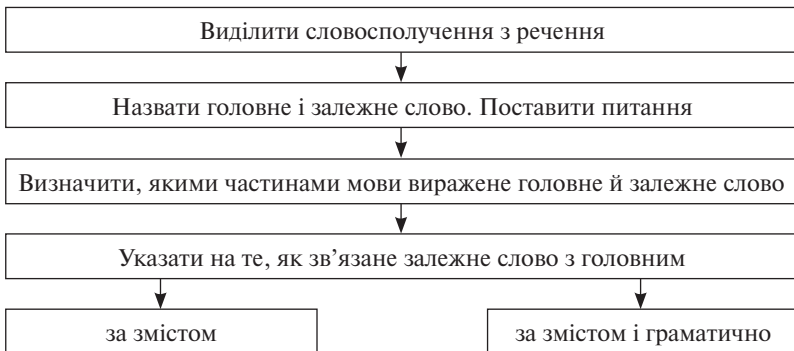 Виділити словосполучення з речення
Назвати головне і залежне слово. Поставити питання
Визначити, якими частинами мови виражене головне й залежне слово
Указати на те, як зв’язане залежне слово з головним
за змістом
за змістом і граматично